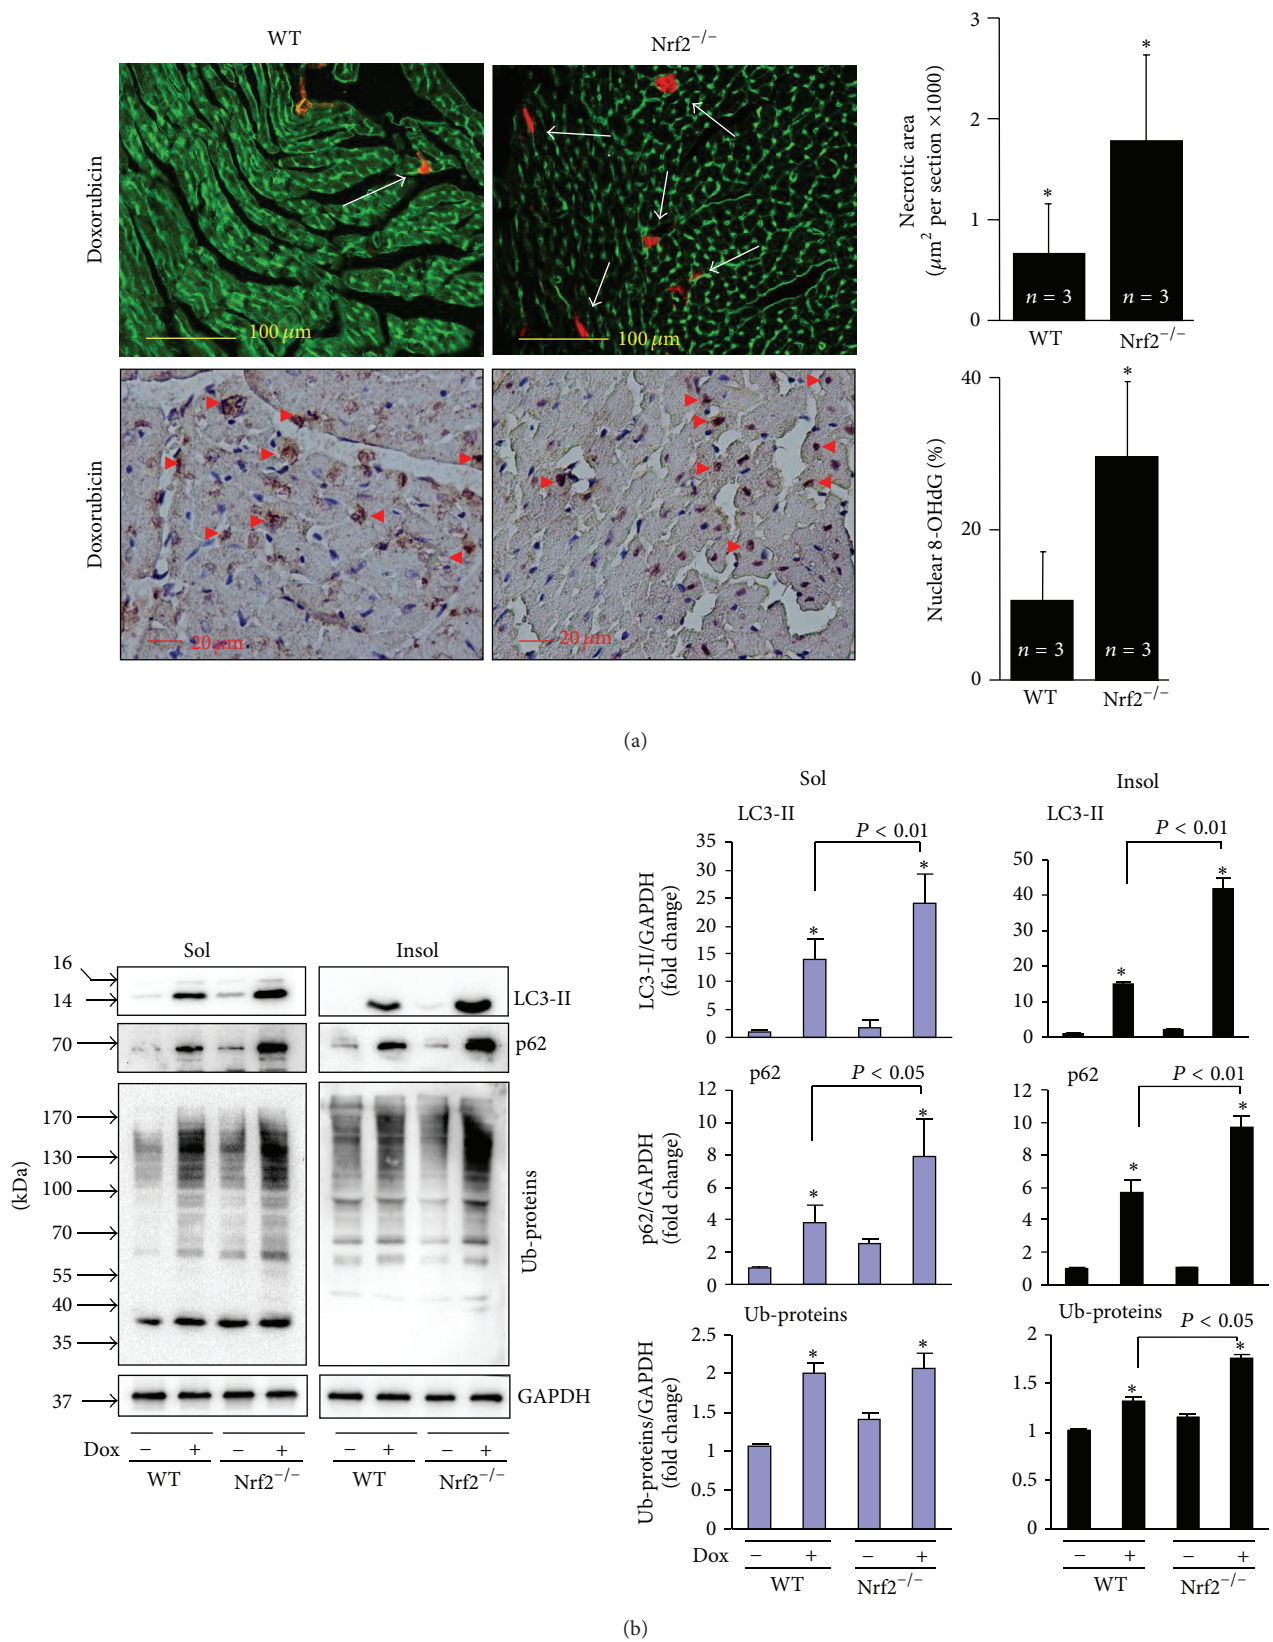 WT
Nrf2−/−
Doxorubicin
100 μm
100 μm
Doxorubicin
20 μm
20 μm
Necrotic area
(μm² per section ×1000)
3
2
1
0
*
*
n = 3
n = 3
WT
Nrf2−/−
Nuclear 8-OHdG (%)
40
20
0
*
n = 3
n = 3
WT
Nrf2−/−
(a)
Sol
Insol
16
14
LC3-II
70
p62
(kDa)
170
130
100
70
55
40
35
Ub-proteins
37
GAPDH
Dox − + − + − + − +
WT Nrf2−/− WT Nrf2−/−
Sol
LC3-II
P < 0.01
LC3-II/GAPDH
(fold change)
35
30
25
20
15
10
5
0
*
*
Insol
LC3-II
P < 0.01
50
40
30
20
10
0
*
*
p62
P < 0.05
p62/GAPDH
(fold change)
12
10
8
6
4
2
0
*
*
p62
P < 0.01
12
10
8
6
4
2
0
*
*
Ub-proteins
Ub-proteins/GAPDH
(fold change)
2.5
2
1.5
1
0.5
0
*
*
Ub-proteins
P < 0.05
2
1.5
1
0.5
0
*
*
Dox − + − + − + − +
WT Nrf2−/− WT Nrf2−/−
(b)